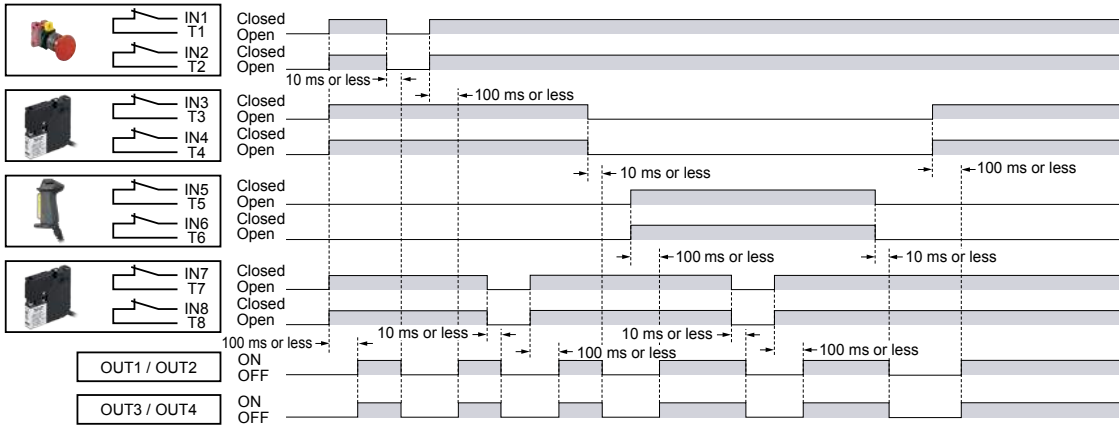 IN1 Closed
T1 Open
IN2 Closed
T2 Open
10 ms or less
100 ms or less
IN3 Closed
T3 Open
IN4 Closed
T4 Open
10 ms or less
100 ms or less
IN5 Closed
T5 Open
IN6 Closed
T6 Open
100 ms or less
10 ms or less
IN7 Closed
T7 Open
IN8 Closed
T8 Open
10 ms or less
10 ms or less
100 ms or less
100 ms or less
100 ms or less
OUT1 / OUT2 ON
OFF
OUT3 / OUT4 ON
OFF